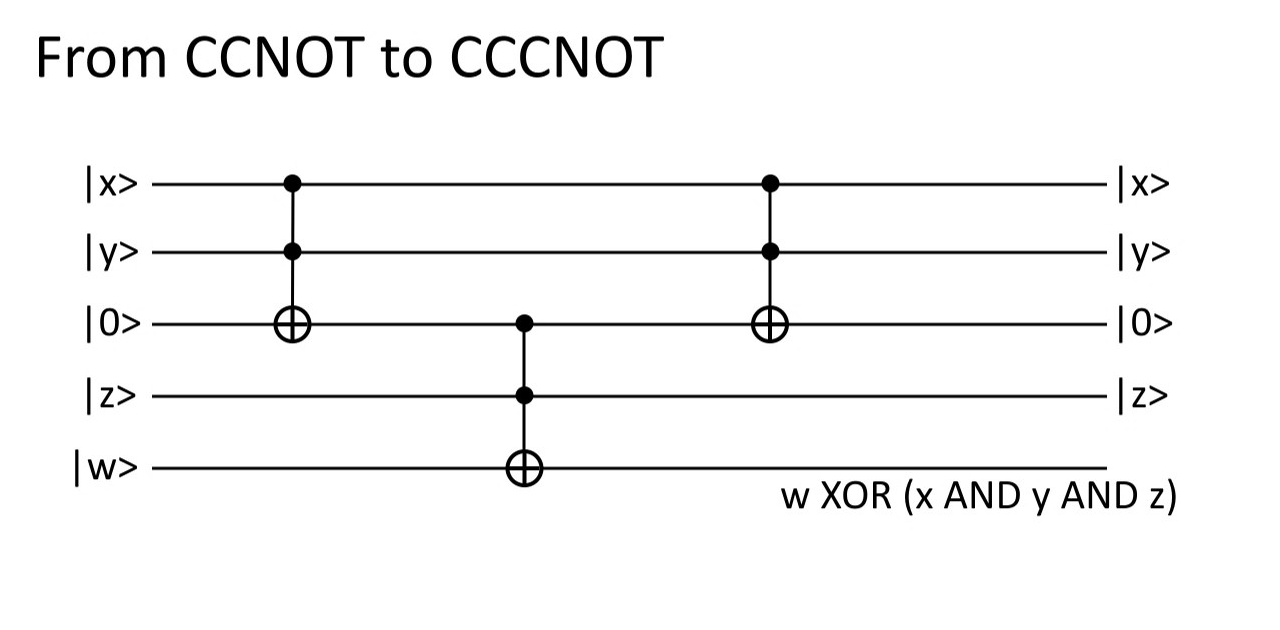 From CCNOT to CCCNOT
|x> |x>
|y> |y>
|0> |0>
|z> |z>
|w>
w XOR (x AND y AND z)